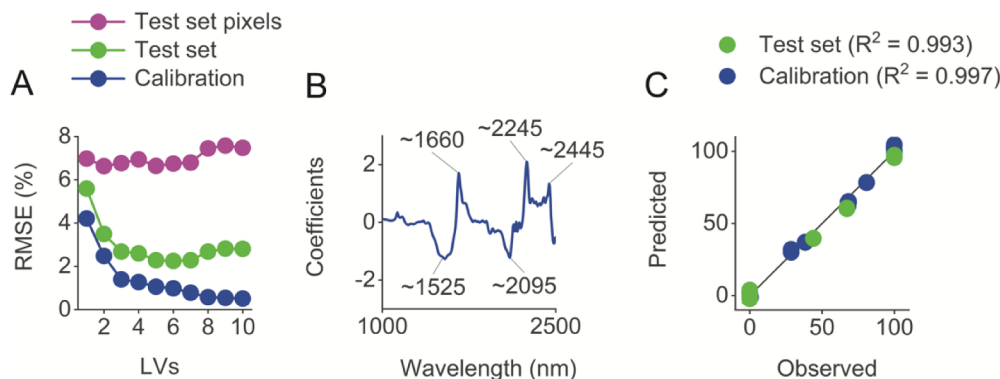 Test set pixels
Test set
Calibration
A
RMSE (%)
8
6
4
2
0
2 4 6 8 10
LVs
B
Coefficients
2
0
-2
~1660
~2245
~2445
~1525
~2095
1000 2500
Wavelength (nm)
Test set (R² = 0.993)
Calibration (R² = 0.997)
C
Predicted
100
50
0
0 50 100
Observed